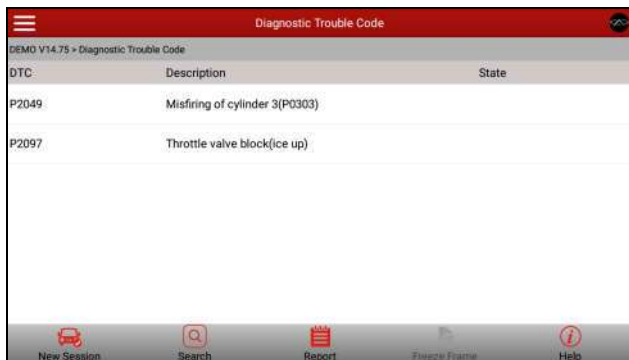 Diagnostic Trouble Code
DEMO V14.75 > Diagnostic Trouble Code
DTC Description State
P2049 Misfiring of cylinder 3(P0303)
P2097 Throttle valve block(ice up)
New Session Search Report Freeze Frame Help